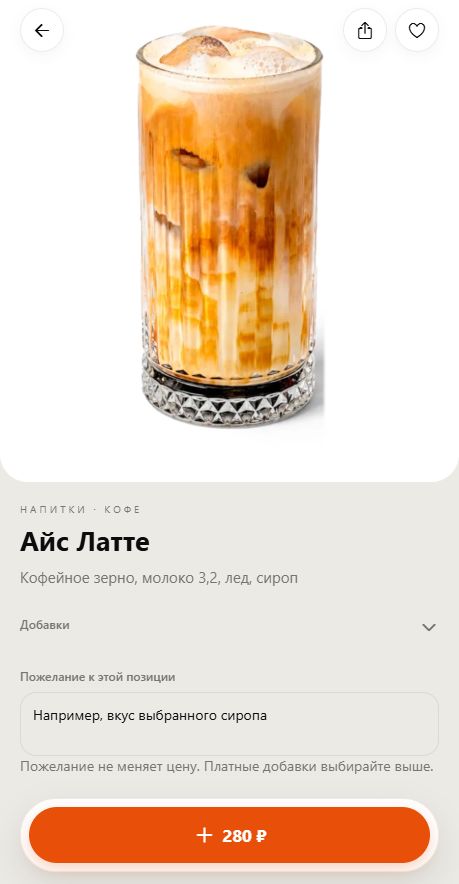 НАПИТКИ · КОФЕ
Айс Латте
Кофейное зерно, молоко 3,2, лед, сироп
Добавки
Пожелание к этой позиции
Например, вкус выбранного сиропа
Пожелание не меняет цену. Платные добавки выбирайте выше.
+ 280 ₽